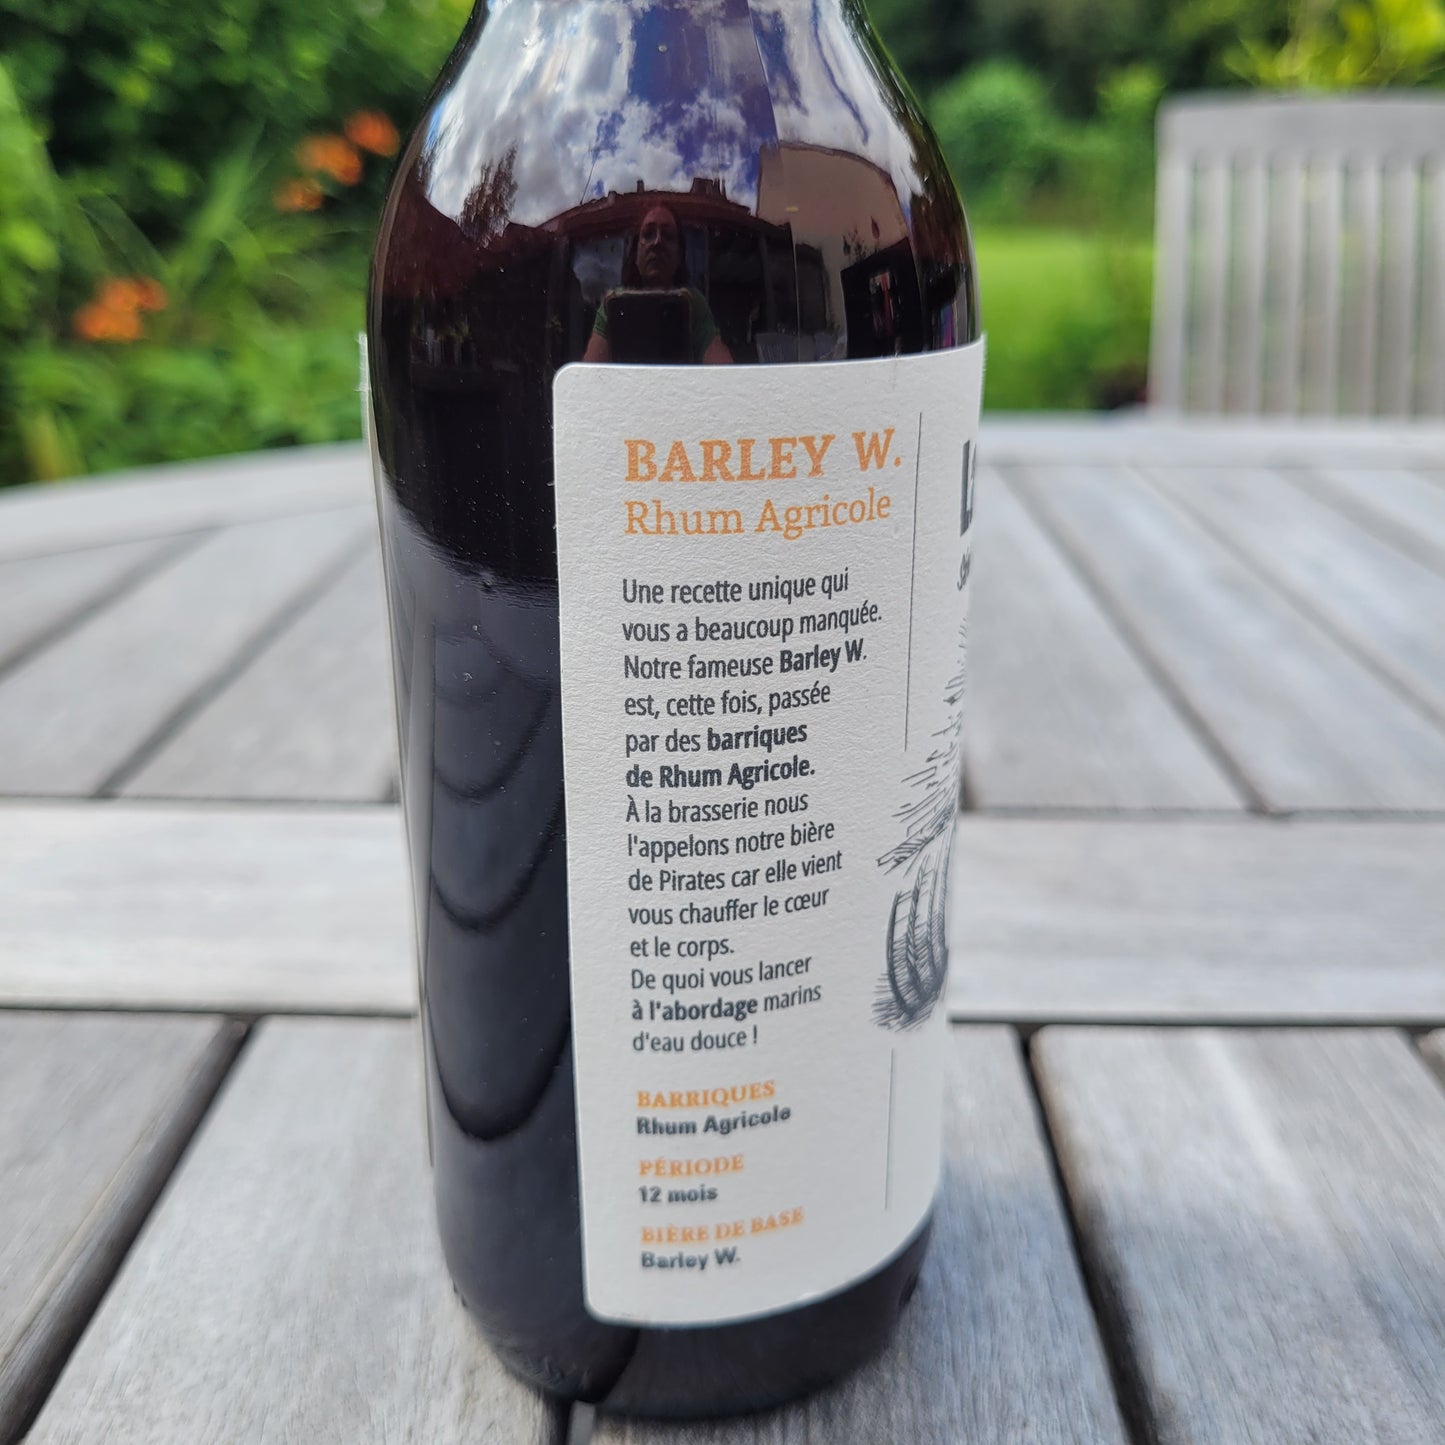 BARLEY W.
Rhum Agricole
Une recette unique qui
vous a beaucoup manquée.
Notre fameuse Barley W.
est, cette fois, passée
par des barriques
de Rhum Agricole.
À la brasserie nous
l'appelons notre bière
de Pirates car elle vient
vous chauffer le cœur
et le corps.
De quoi vous lancer
à l'abordage marins
d'eau douce !
BARRIQUES
Rhum Agricole
PÉRIODE
12 mois
BIÈRE DE BASE
Barley W.